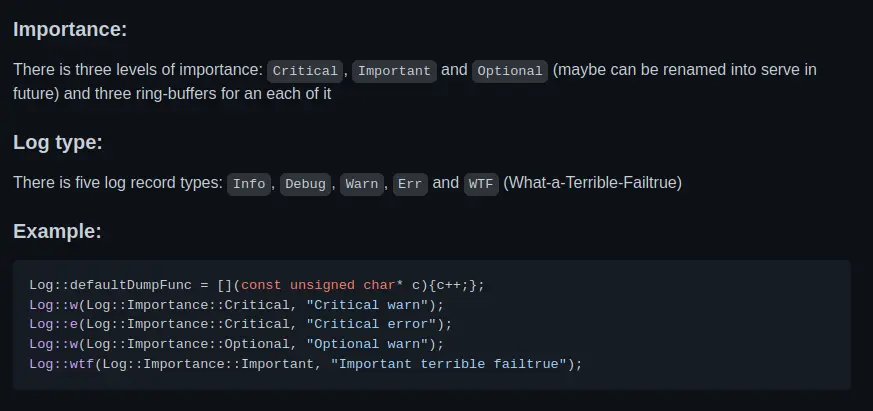 Importance:
There is three levels of importance: Critical, Important and Optional (maybe can be renamed into serve in
future) and three ring-buffers for an each of it
Log type:
There is five log record types: Info, Debug, Warn, Err and WTF (What-a-Terrible-Failtrue)
Example:
Log::defaultDumpFunc = [](const unsigned char* c){c++;};
Log::w(Log::Importance::Critical, "Critical warn");
Log::e(Log::Importance::Critical, "Critical error");
Log::w(Log::Importance::Optional, "Optional warn");
Log::wtf(Log::Importance::Important, "Important terrible failtrue");